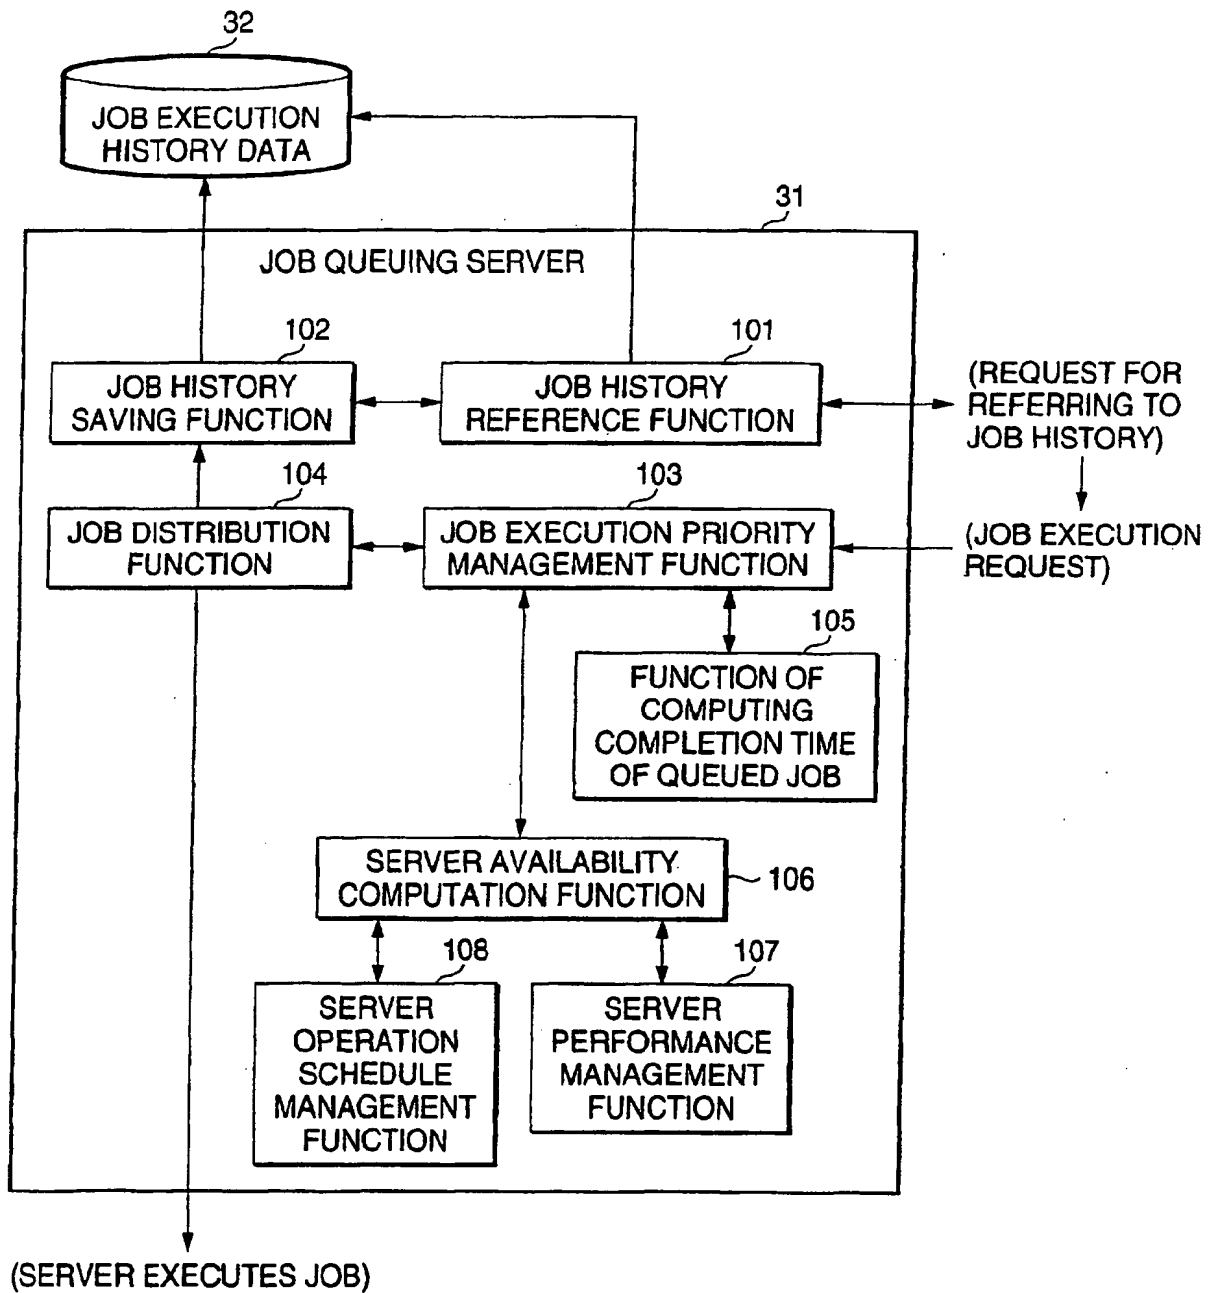 32
JOB EXECUTION
HISTORY DATA
31
JOB QUEUING SERVER
102
JOB HISTORY
SAVING FUNCTION
101
JOB HISTORY
REFERENCE FUNCTION
(REQUEST FOR
REFERRING TO
JOB HISTORY)
104
JOB DISTRIBUTION
FUNCTION
103
JOB EXECUTION PRIORITY
MANAGEMENT FUNCTION
(JOB EXECUTION
REQUEST)
105
FUNCTION OF
COMPUTING
COMPLETION TIME
OF QUEUED JOB
SERVER AVAILABILITY
COMPUTATION FUNCTION
106
108
SERVER
OPERATION
SCHEDULE
MANAGEMENT
FUNCTION
107
SERVER
PERFORMANCE
MANAGEMENT
FUNCTION
(SERVER EXECUTES JOB)